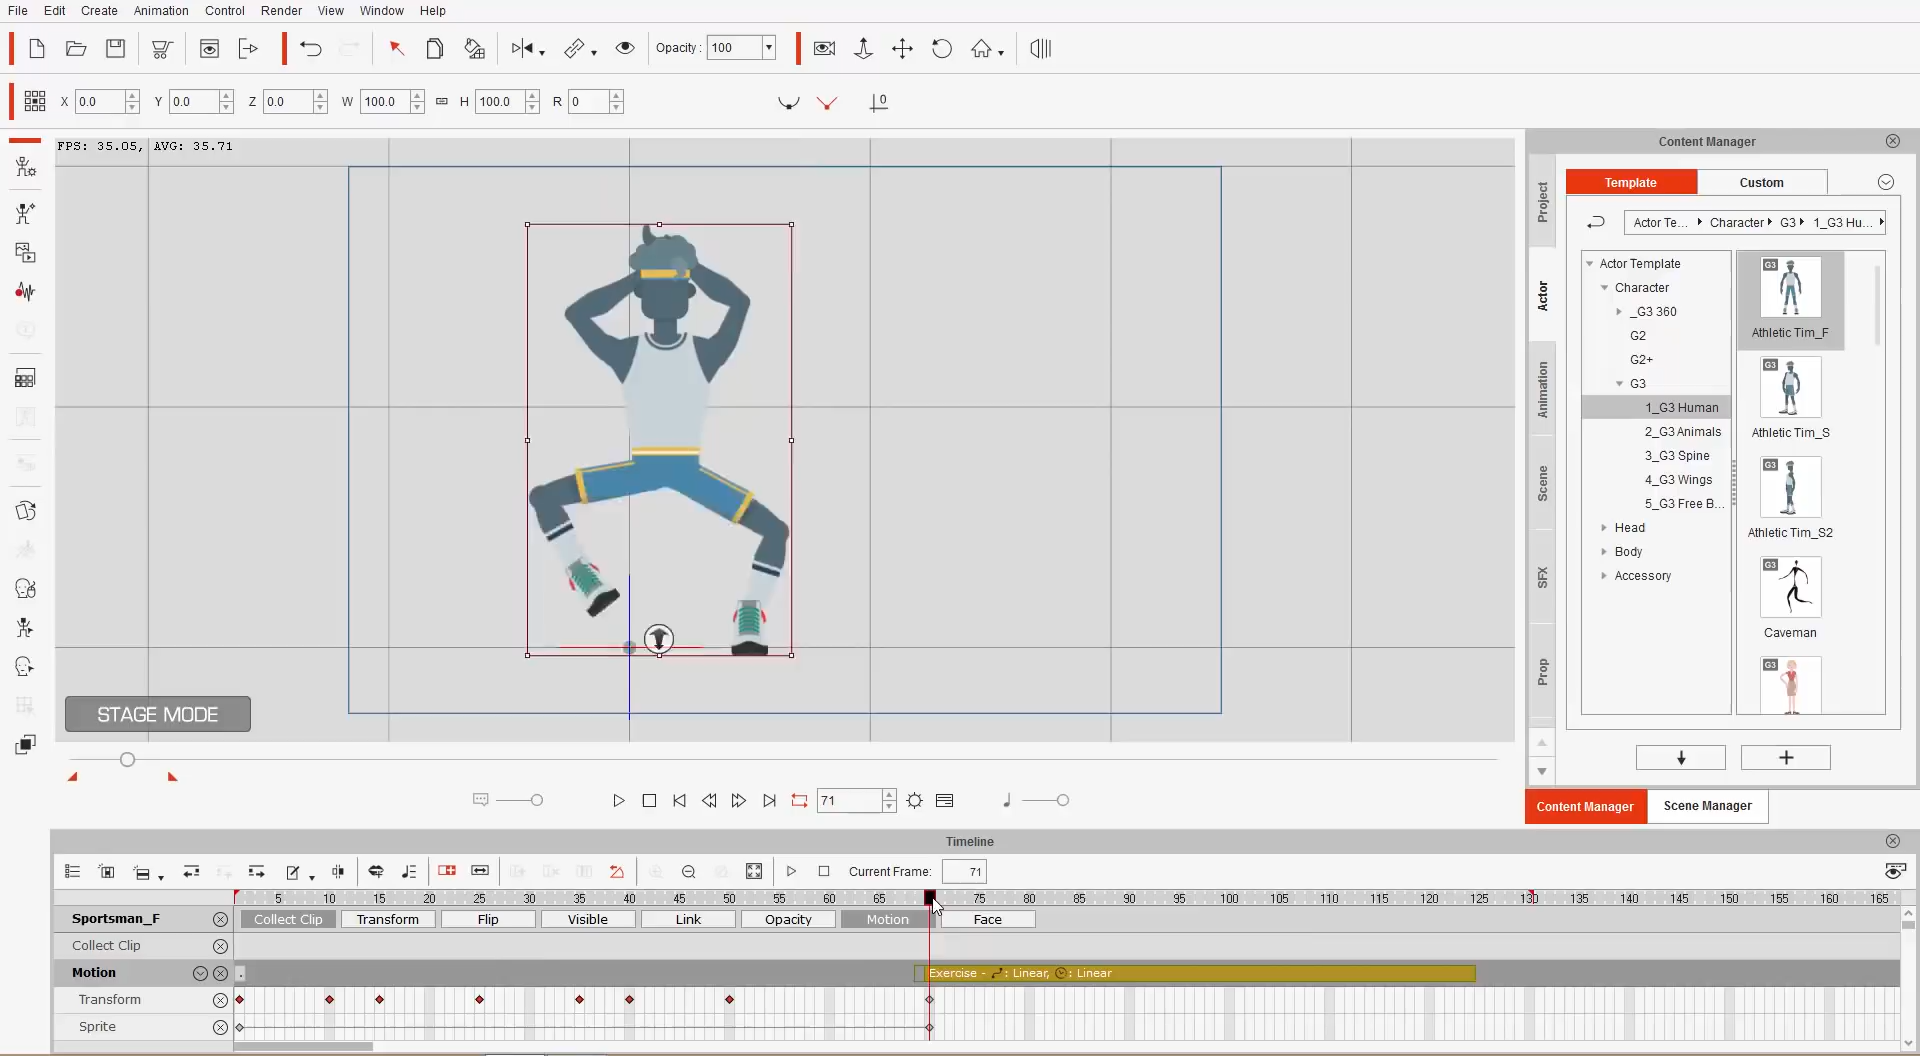 File Edit Create Animation Control Render View Window Help
Opacity : 100
X 0.0 Y 0.0 Z 0.0 W 100.0 H 100.0 R 0
0
FPS: 35.05, AVG: 35.71
STAGE MODE
Content Manager
Project
Actor
Animation
Scene
SFX
Prop
Template Custom
Actor Te... Character G3 1_G3 Hu...
Actor Template
Character
_G3 360
G2
G2+
G3
1_G3 Human
2_G3 Animals
3_G3 Spine
4_G3 Wings
5_G3 Free B...
Head
Body
Accessory
G3
Athletic Tim_F
G3
Athletic Tim_S
G3
Athletic Tim_S2
G3
Caveman
G3
Content Manager Scene Manager
71
Timeline
Current Frame: 71
5 10 15 20 25 30 35 40 45 50 55 60 65 75 80 85 90 95 100 105 110 115 120 125 130 135 140 145 150 155 160 165
Sportsman_F Collect Clip Transform Flip Visible Link Opacity Motion Face
Collect Clip
Motion . Exercise - : Linear, : Linear
Transform
Sprite